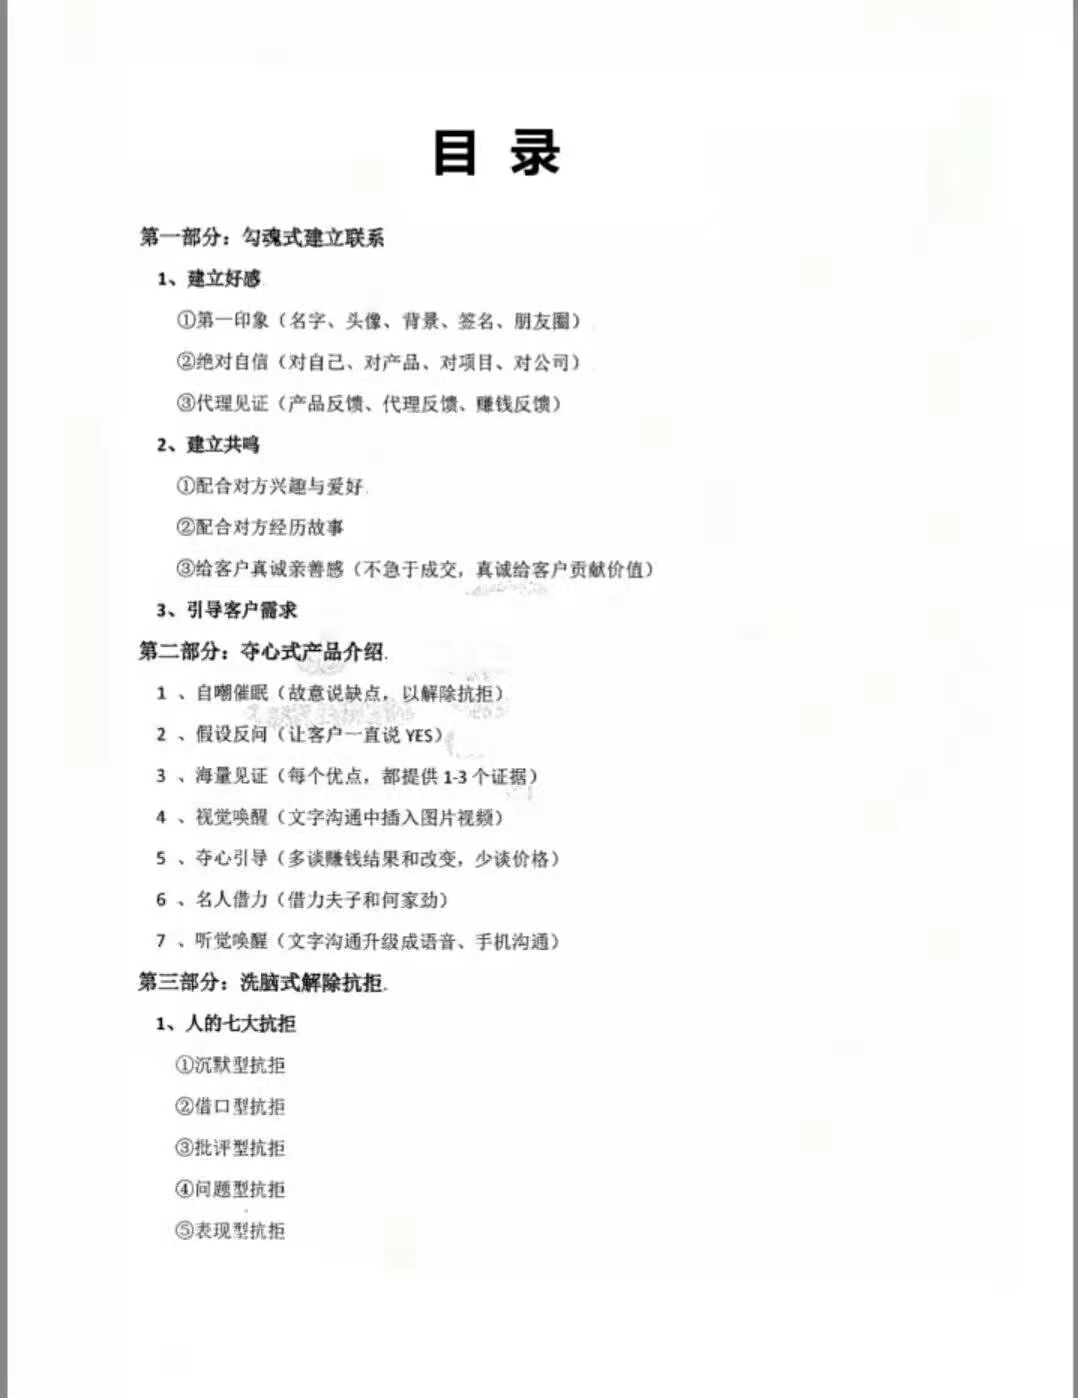 目 录
第一部分：勾魂式建立联系
1、建立好感
①第一印象（名字、头像、背景、签名、朋友圈）
②绝对自信（对自己、对产品、对项目、对公司）
③代理见证（产品反馈、代理反馈、赚钱反馈）
2、建立共鸣
①配合对方兴趣与爱好
②配合对方经历故事
③给客户真诚亲善感（不急于成交，真诚给客户贡献价值）
3、引导客户需求
第二部分：夺心式产品介绍
1 、自嘲催眠（故意说缺点，以解除抗拒）
2 、假设反问（让客户一直说 YES）
3 、海量见证（每个优点，都提供 1-3 个证据）
4 、视觉唤醒（文字沟通中插入图片视频）
5 、夺心引导（多谈赚钱结果和改变，少谈价格）
6 、名人借力（借力夫子和何家劲）
7 、听觉唤醒（文字沟通升级成语音、手机沟通）
第三部分：洗脑式解除抗拒
1、人的七大抗拒
①沉默型抗拒
②借口型抗拒
③批评型抗拒
④问题型抗拒
⑤表现型抗拒